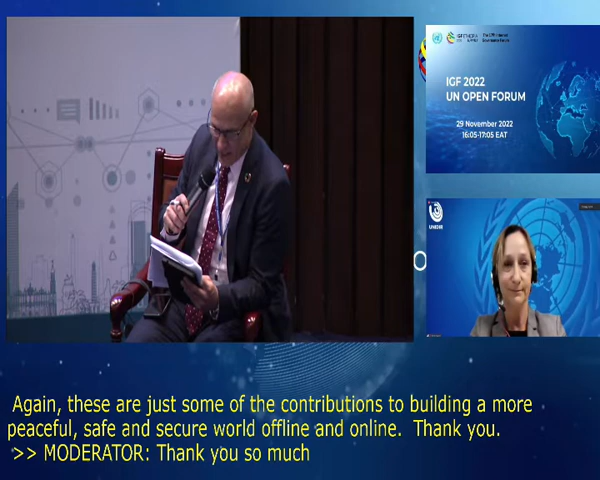 IGF 2022
UN OPEN FORUM
29 November 2022
16:05-17:05 EAT
UNIDIR
Again, these are just some of the contributions to building a more
peaceful, safe and secure world offline and online.  Thank you.
>> MODERATOR: Thank you so much